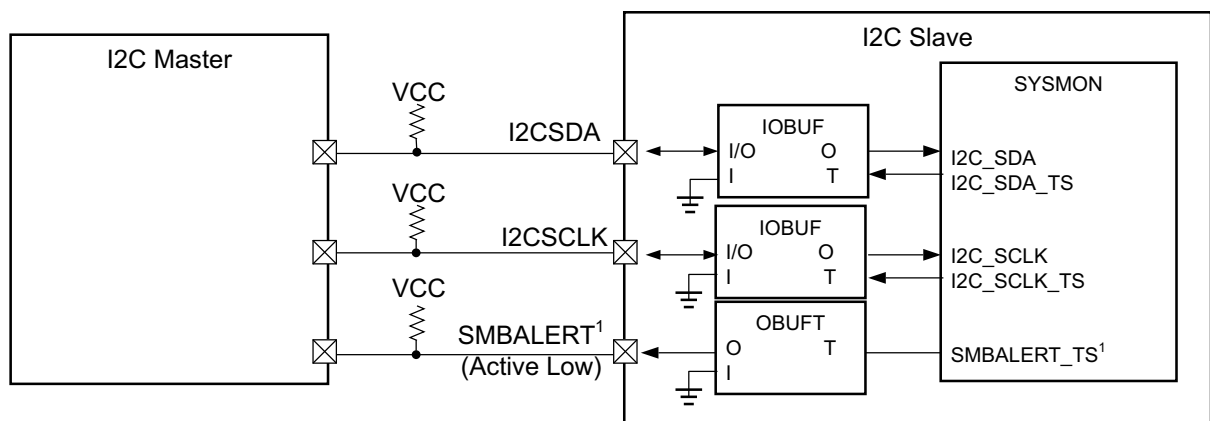 I2C Master
I2C Slave
SYSMON
VCC
I2CSDA
IOBUF
I/O O
I T
I2C_SDA
I2C_SDA_TS
VCC
I2CSCLK
IOBUF
I/O O
I T
I2C_SCLK
I2C_SCLK_TS
VCC
SMBALERT¹
(Active Low)
OBUFT
O T
I
SMBALERT_TS¹